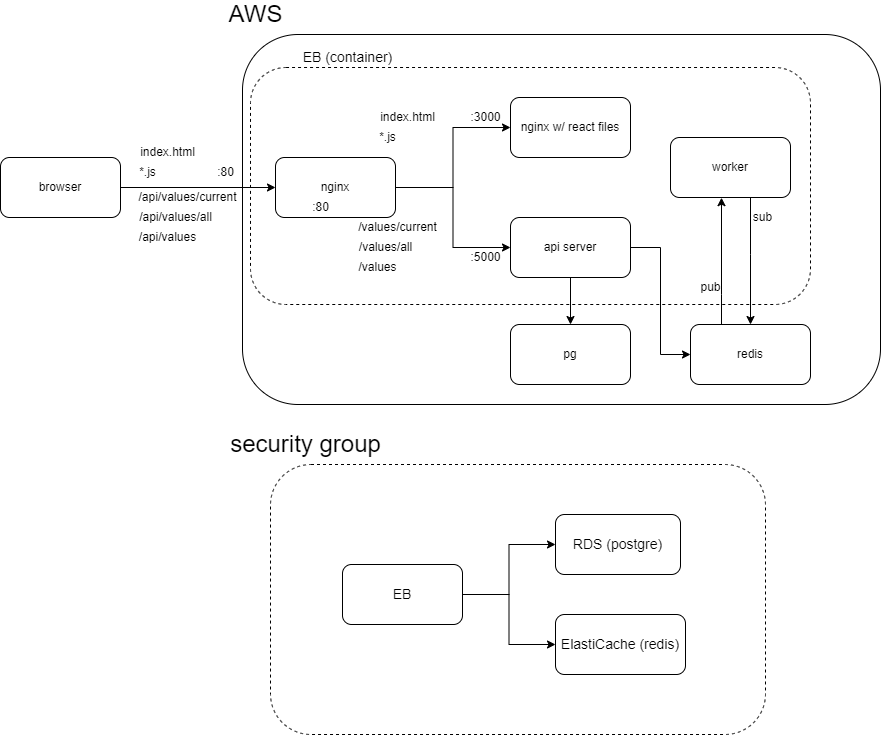 AWS
EB (container)
index.html
*.js
:80
browser
/api/values/current
/api/values/all
/api/values
nginx
:80
index.html
*.js
:3000
nginx w/ react files
/values/current
/values/all
/values
:5000
api server
worker
sub
pub
pg
redis
security group
EB
RDS (postgre)
ElastiCache (redis)